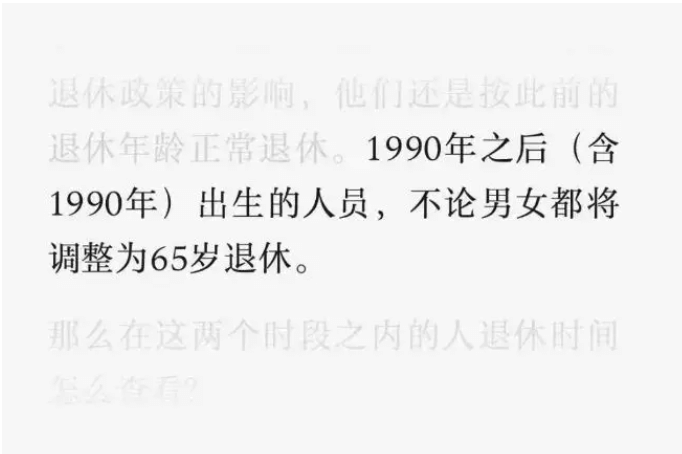 退休政策的影响，他们还是按此前的
退休年龄正常退休。1990年之后（含
1990年）出生的人员，不论男女都将
调整为65岁退休。
那么在这两个时段之内的人退休时间
怎么查看？